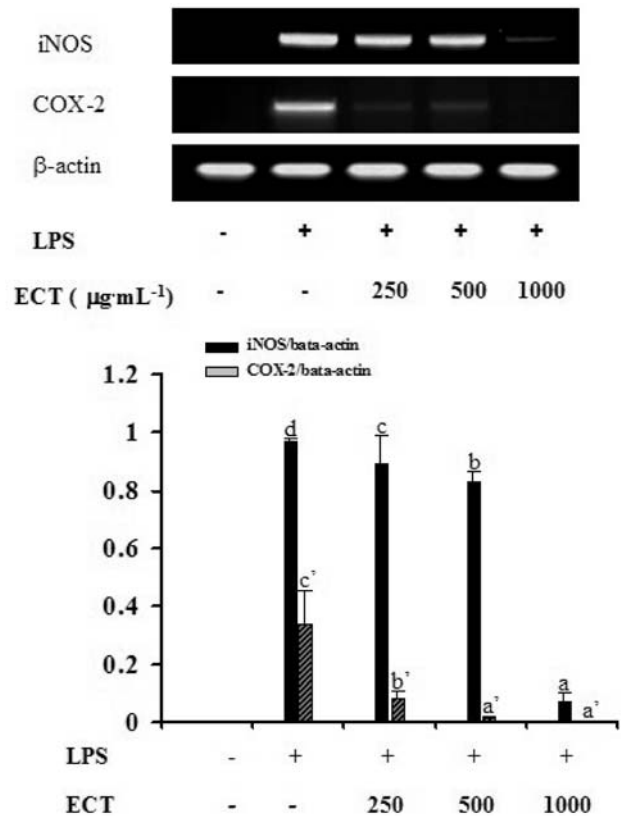 iNOS
COX-2
β-actin
LPS - + + + +
ECT ( μg·mL-1) - - 250 500 1000
iNOS/bata-actin
COX-2/bata-actin
1.2
1
0.8
0.6
0.4
0.2
0
d
c
b
a
c'
b'
a'
a'
LPS - + + + +
ECT - - 250 500 1000